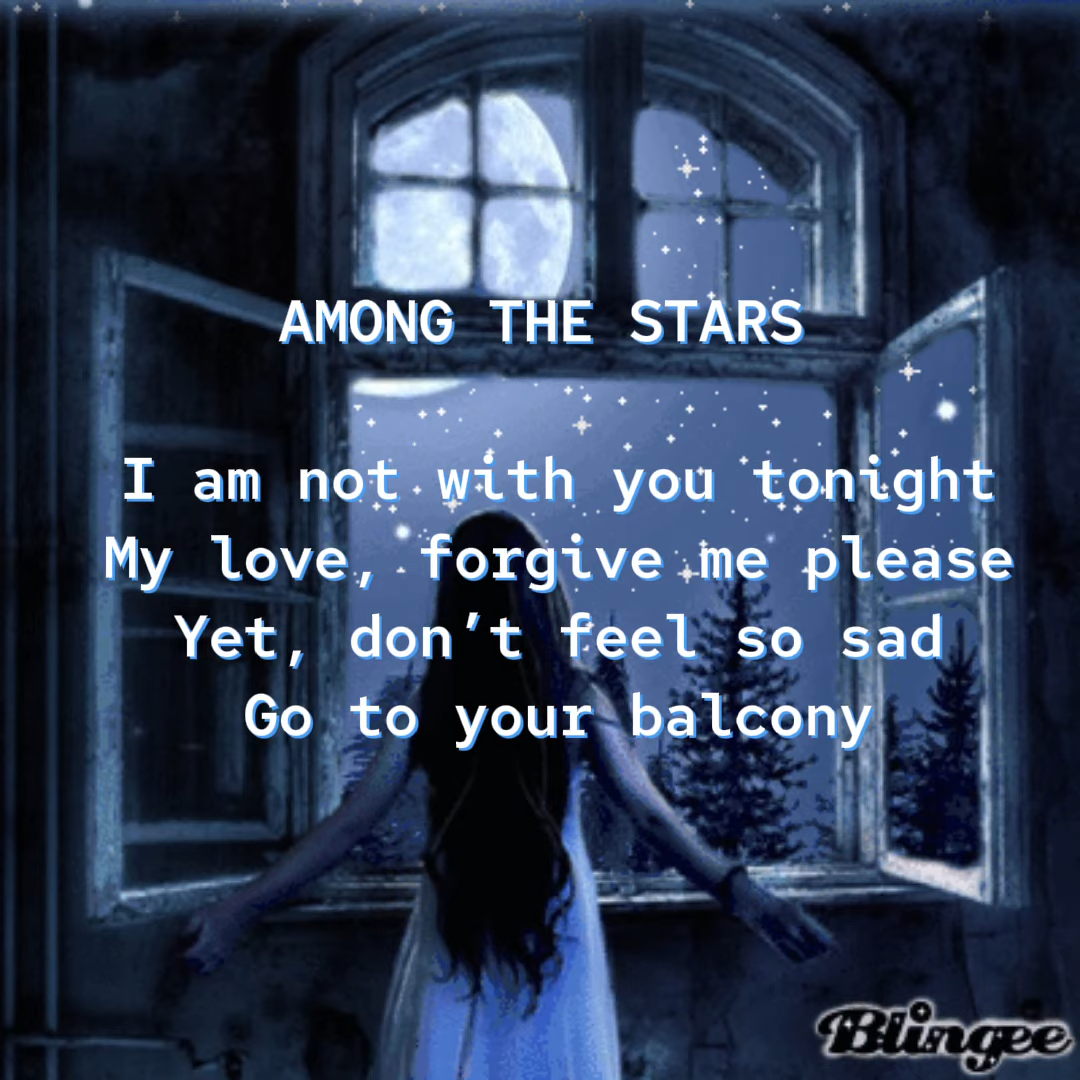 AMONG THE STARS
I am not with you tonight
My love, forgive me please
Yet, don’t feel so sad
Go to your balcony
Blingee